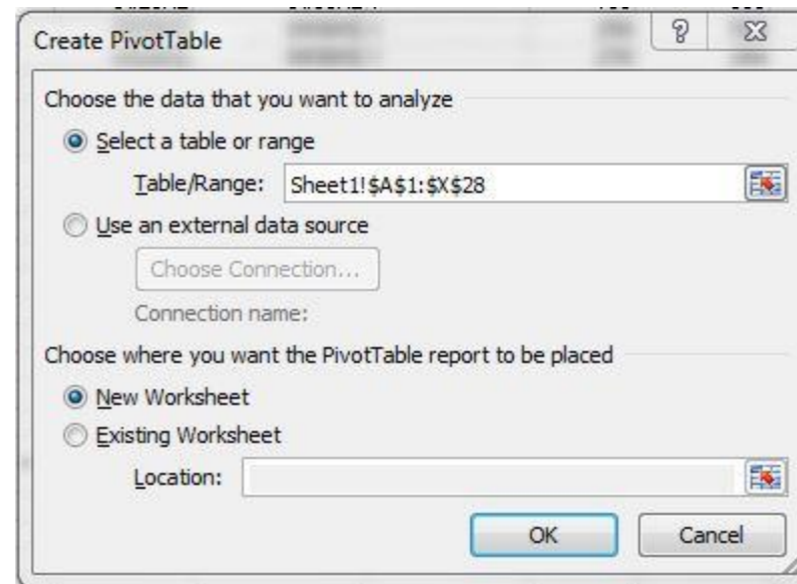 Create PivotTable
Choose the data that you want to analyze
Select a table or range
Table/Range: Sheet1!$A$1:$X$28
Use an external data source
Choose Connection...
Connection name:
Choose where you want the PivotTable report to be placed
New Worksheet
Existing Worksheet
Location:
OK Cancel